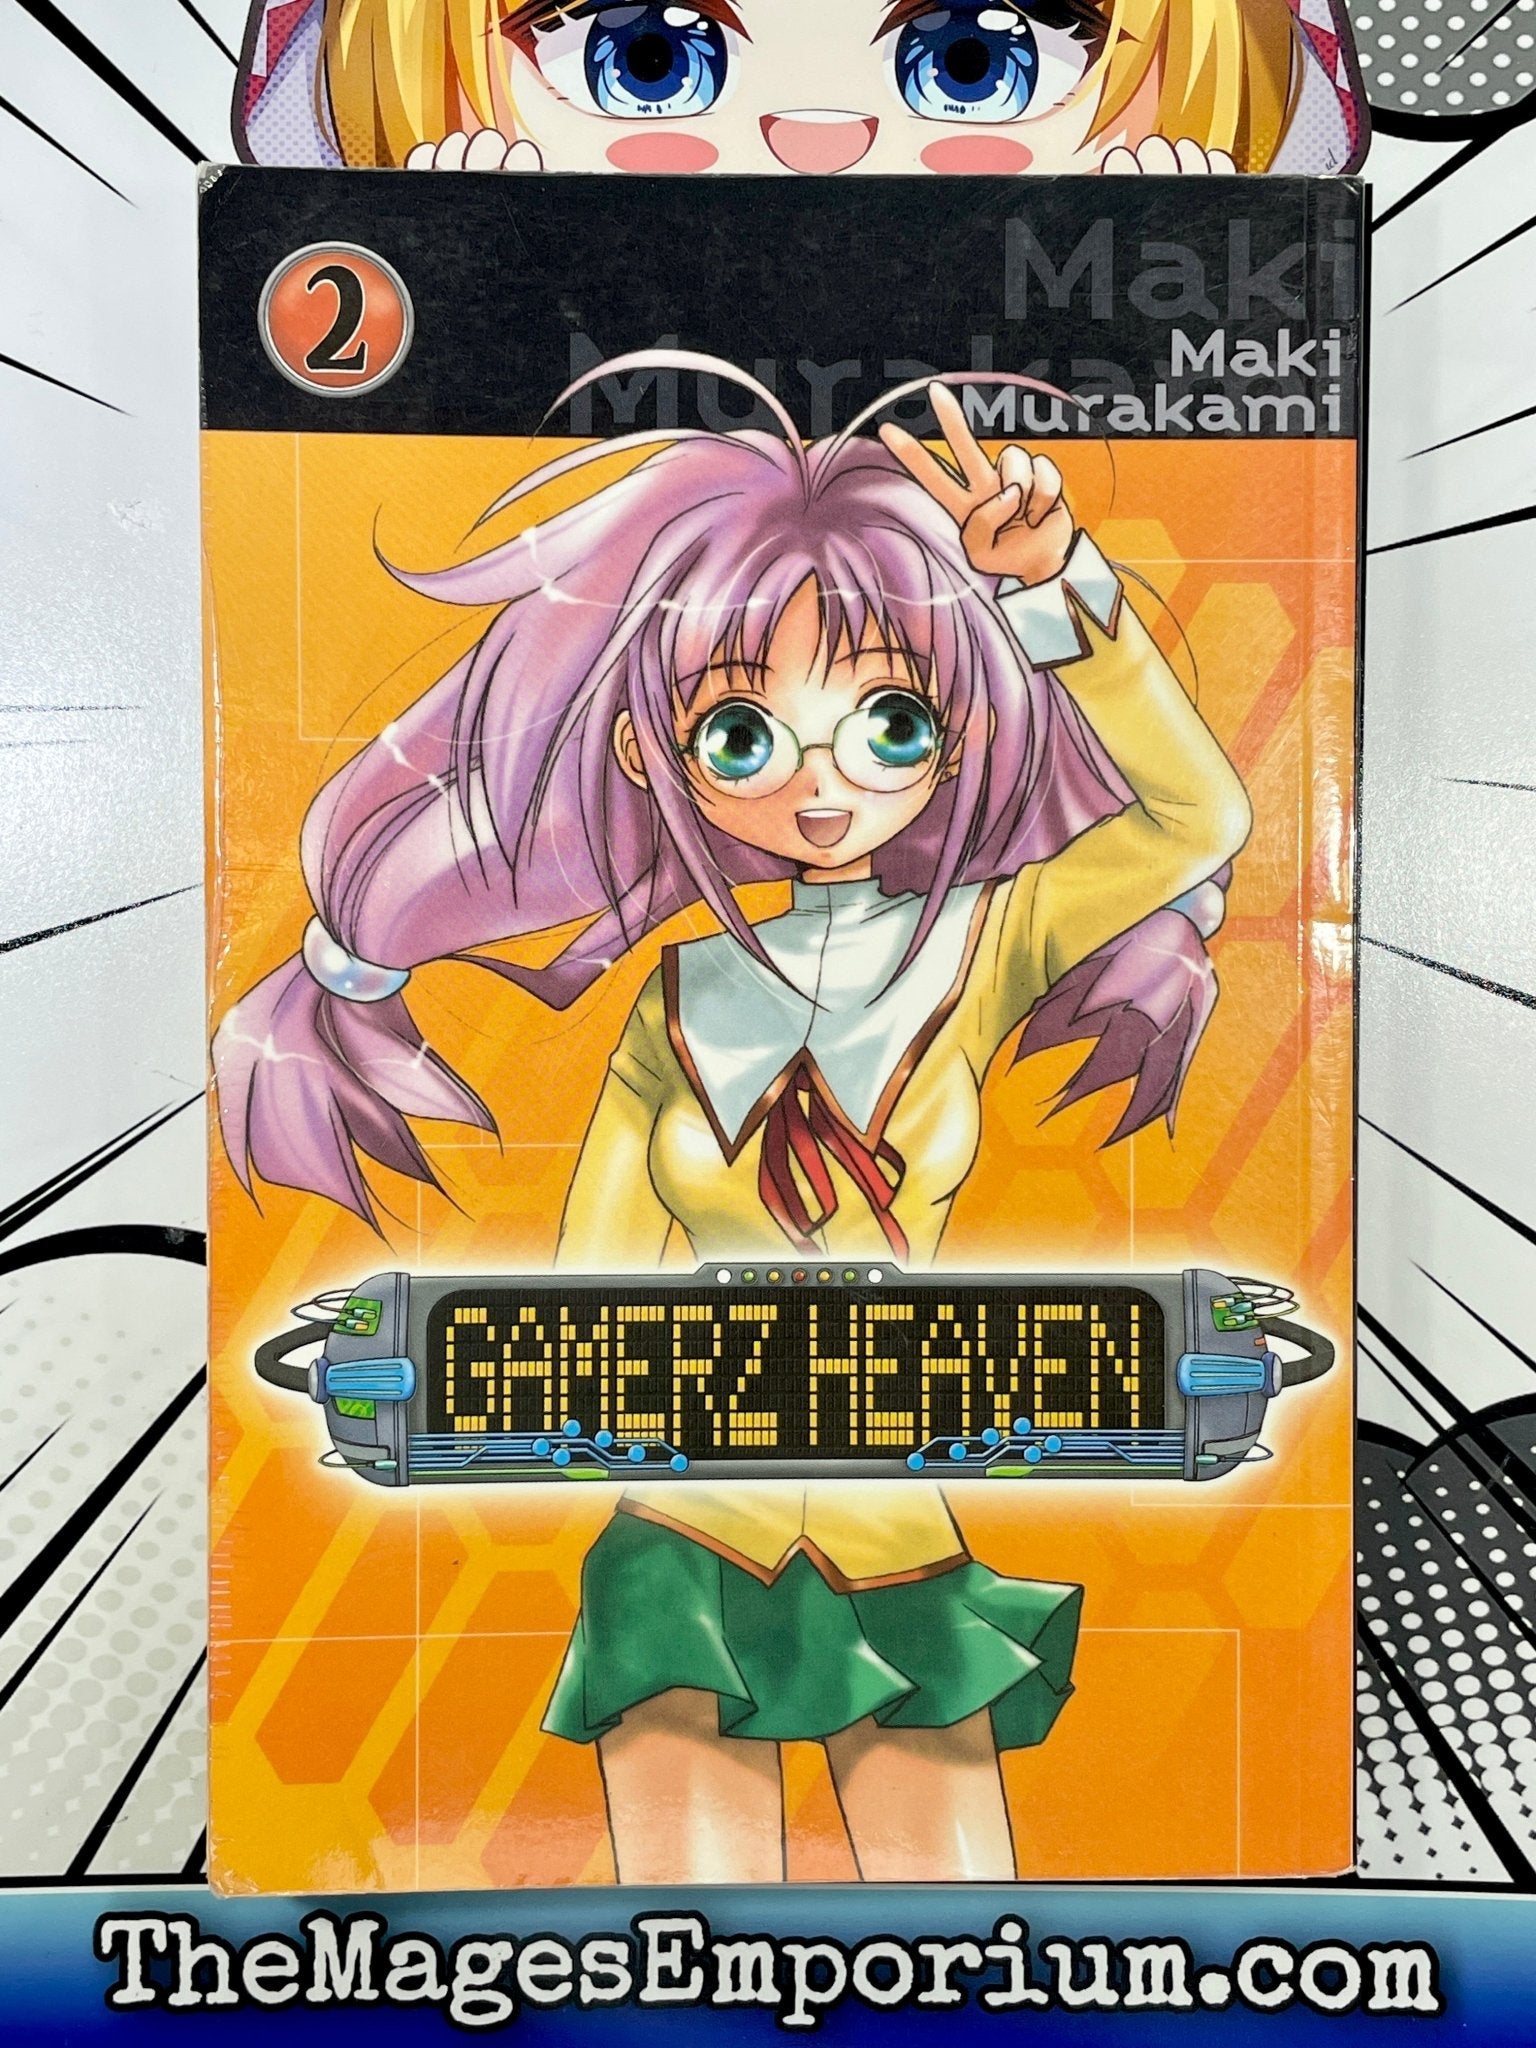 2
Maki
Murakami
Maki
Murakami
GAMERZ HEAVEN
TheMagesEmporium.com